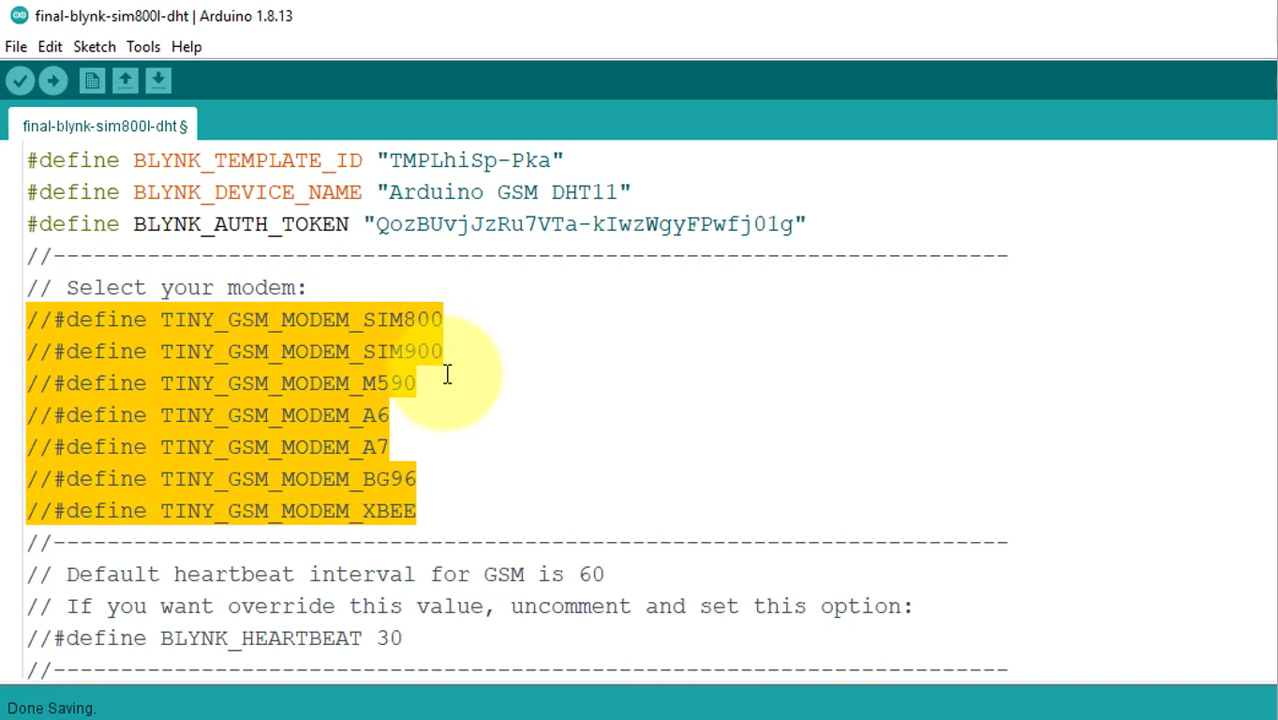 final-blynk-sim800l-dht | Arduino 1.8.13
File Edit Sketch Tools Help
final-blynk-sim800l-dht §
#define BLYNK_TEMPLATE_ID "TMPLhiSp-Pka"
#define BLYNK_DEVICE_NAME "Arduino GSM DHT11"
#define BLYNK_AUTH_TOKEN "QozBUvjJzRu7VTa-kIwzWgyFPwfj01g"
//-----------------------------------------------------------------------
// Select your modem:
//#define TINY_GSM_MODEM_SIM800
//#define TINY_GSM_MODEM_SIM900
//#define TINY_GSM_MODEM_M590
//#define TINY_GSM_MODEM_A6
//#define TINY_GSM_MODEM_A7
//#define TINY_GSM_MODEM_BG96
//#define TINY_GSM_MODEM_XBEE
//-----------------------------------------------------------------------
// Default heartbeat interval for GSM is 60
// If you want override this value, uncomment and set this option:
//#define BLYNK_HEARTBEAT 30
//-----------------------------------------------------------------------
Done Saving.